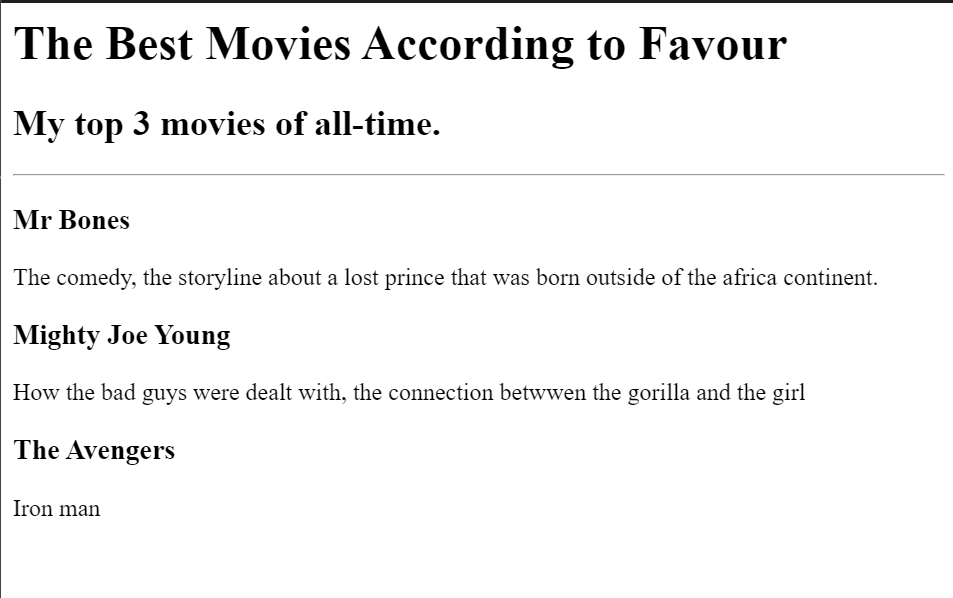 The Best Movies According to Favour
My top 3 movies of all-time.
Mr Bones
The comedy, the storyline about a lost prince that was born outside of the africa continent.
Mighty Joe Young
How the bad guys were dealt with, the connection betwwen the gorilla and the girl
The Avengers
Iron man